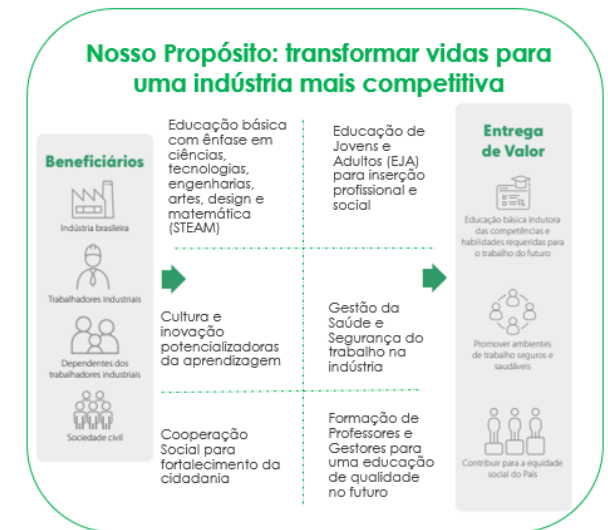 Nosso Propósito: transformar vidas para
uma indústria mais competitiva
Beneficiários
Indústria brasileira
Trabalhadores industriais
Dependentes dos
trabalhadores industriais
Sociedade civil
Educação básica
com ênfase em
ciências,
tecnologias,
engenharias,
artes, design e
matemática
(STEAM)
Educação de
Jovens e
Adultos (EJA)
para inserção
profissional e
social
Cultura e
inovação
potencializadoras
da aprendizagem
Gestão da
Saúde e
Segurança do
trabalho na
indústria
Cooperação
Social para
fortalecimento da
cidadania
Formação de
Professores e
Gestores para
uma educação
de qualidade
no futuro
Entrega
de Valor
Educação básica indutora
das competências e
habilidades requeridas para
o trabalho do futuro
Promover ambientes
de trabalho seguros e
saudáveis
Contribuir para a equidade
social do País